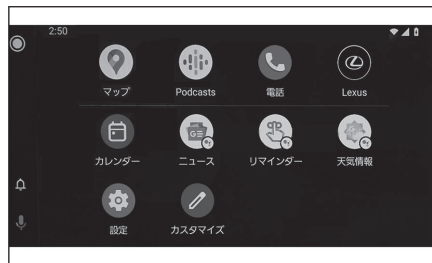 2:50
マップ
Podcasts
電話
Lexus
カレンダー
ニュース
リマインダー
天気情報
設定
カスタマイズ